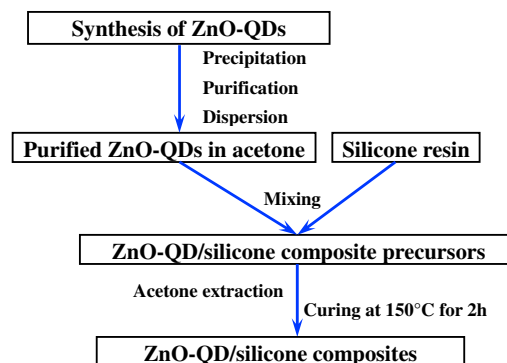 Synthesis of ZnO-QDs
Precipitation
Purification
Dispersion
Purified ZnO-QDs in acetone
Silicone resin
Mixing
ZnO-QD/silicone composite precursors
Acetone extraction
Curing at 150°C for 2h
ZnO-QD/silicone composites